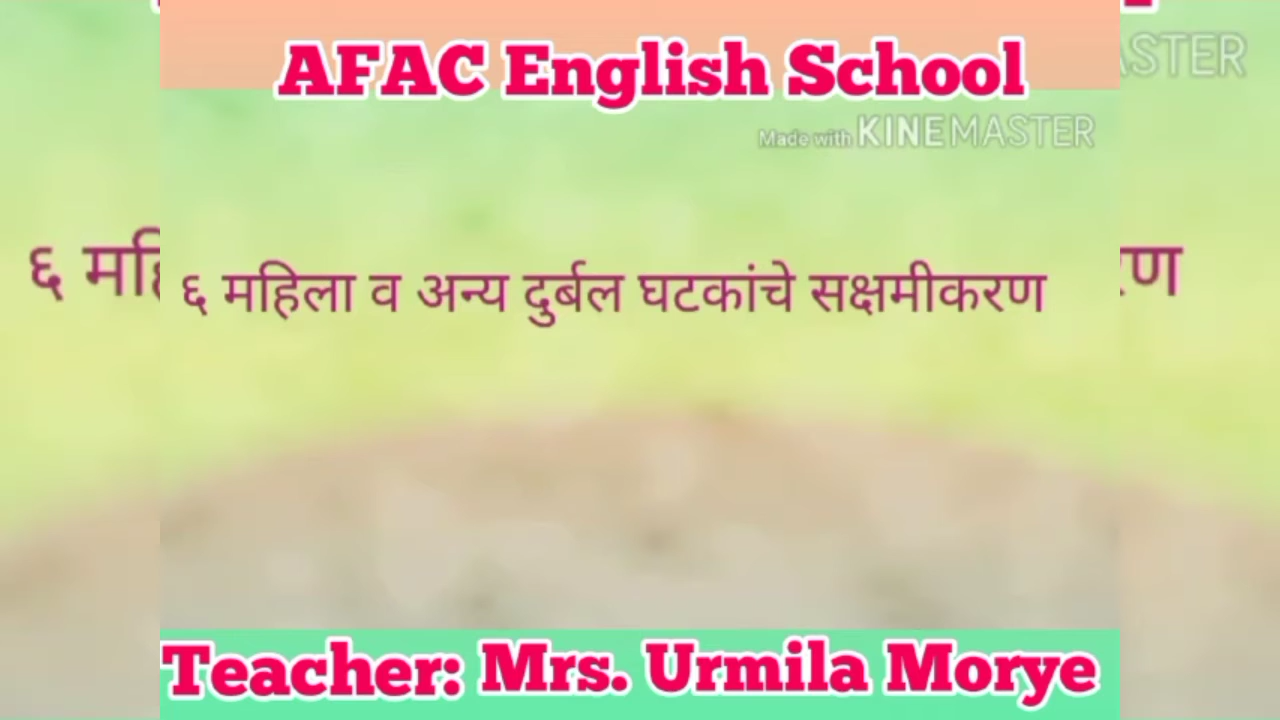 AFAC English School
Made with KINEMASTER
६ महिला व अन्य दुर्बल घटकांचे सक्षमीकरण
Teacher: Mrs. Urmila Morye